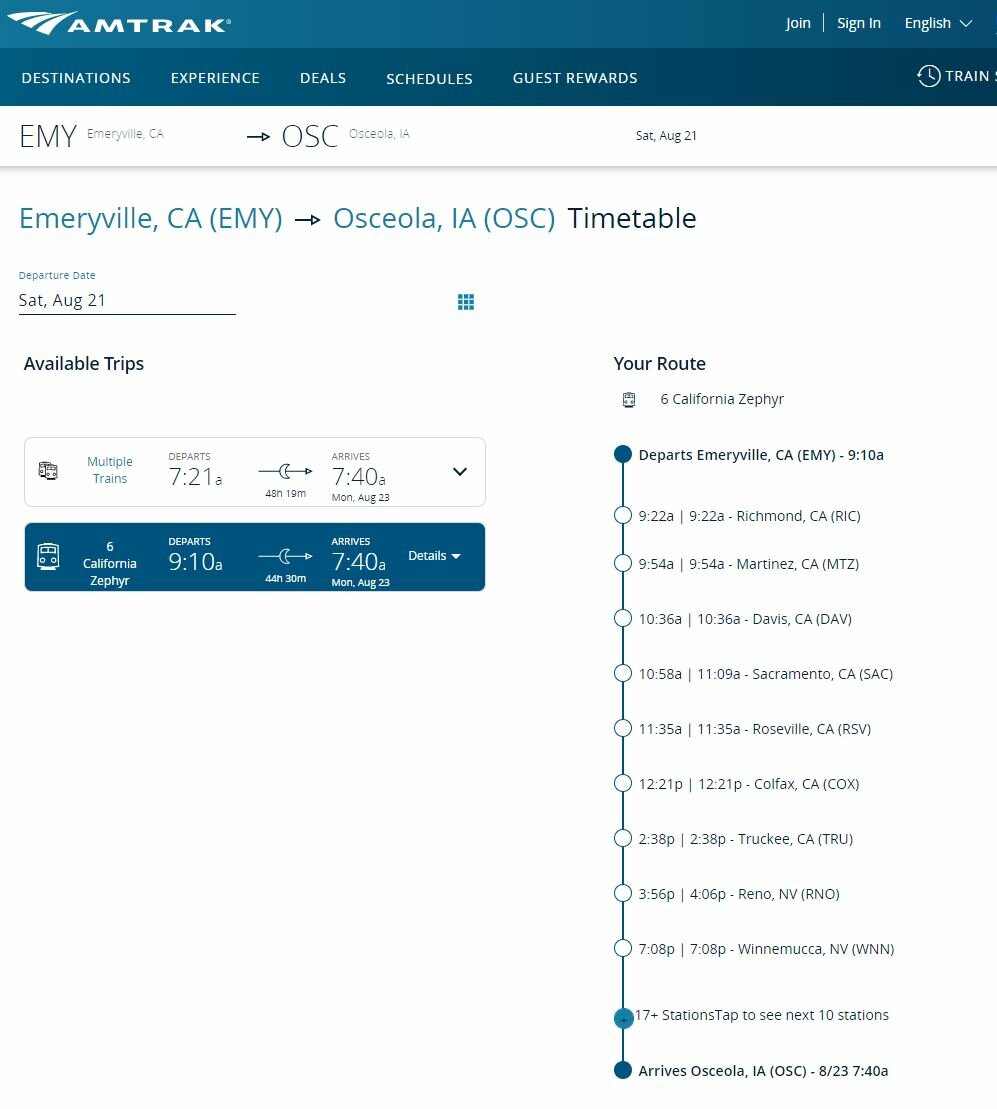 AMTRAK®
Join Sign In English
DESTINATIONS EXPERIENCE DEALS SCHEDULES GUEST REWARDS TRAIN S
EMY Emeryville, CA OSC Osceola, IA Sat, Aug 21
Emeryville, CA (EMY) Osceola, IA (OSC) Timetable
Departure Date
Sat, Aug 21
Available Trips
Multiple
Trains
DEPARTS
7:21a
48h 19m
ARRIVES
7:40a
Mon, Aug 23
6
California
Zephyr
DEPARTS
9:10a
44h 30m
ARRIVES
7:40a
Mon, Aug 23
Details
Your Route
6 California Zephyr
Departs Emeryville, CA (EMY) - 9:10a
9:22a | 9:22a - Richmond, CA (RIC)
9:54a | 9:54a - Martinez, CA (MTZ)
10:36a | 10:36a - Davis, CA (DAV)
10:58a | 11:09a - Sacramento, CA (SAC)
11:35a | 11:35a - Roseville, CA (RSV)
12:21p | 12:21p - Colfax, CA (COX)
2:38p | 2:38p - Truckee, CA (TRU)
3:56p | 4:06p - Reno, NV (RNO)
7:08p | 7:08p - Winnemucca, NV (WNN)
+ 17+ StationsTap to see next 10 stations
Arrives Osceola, IA (OSC) - 8/23 7:40a